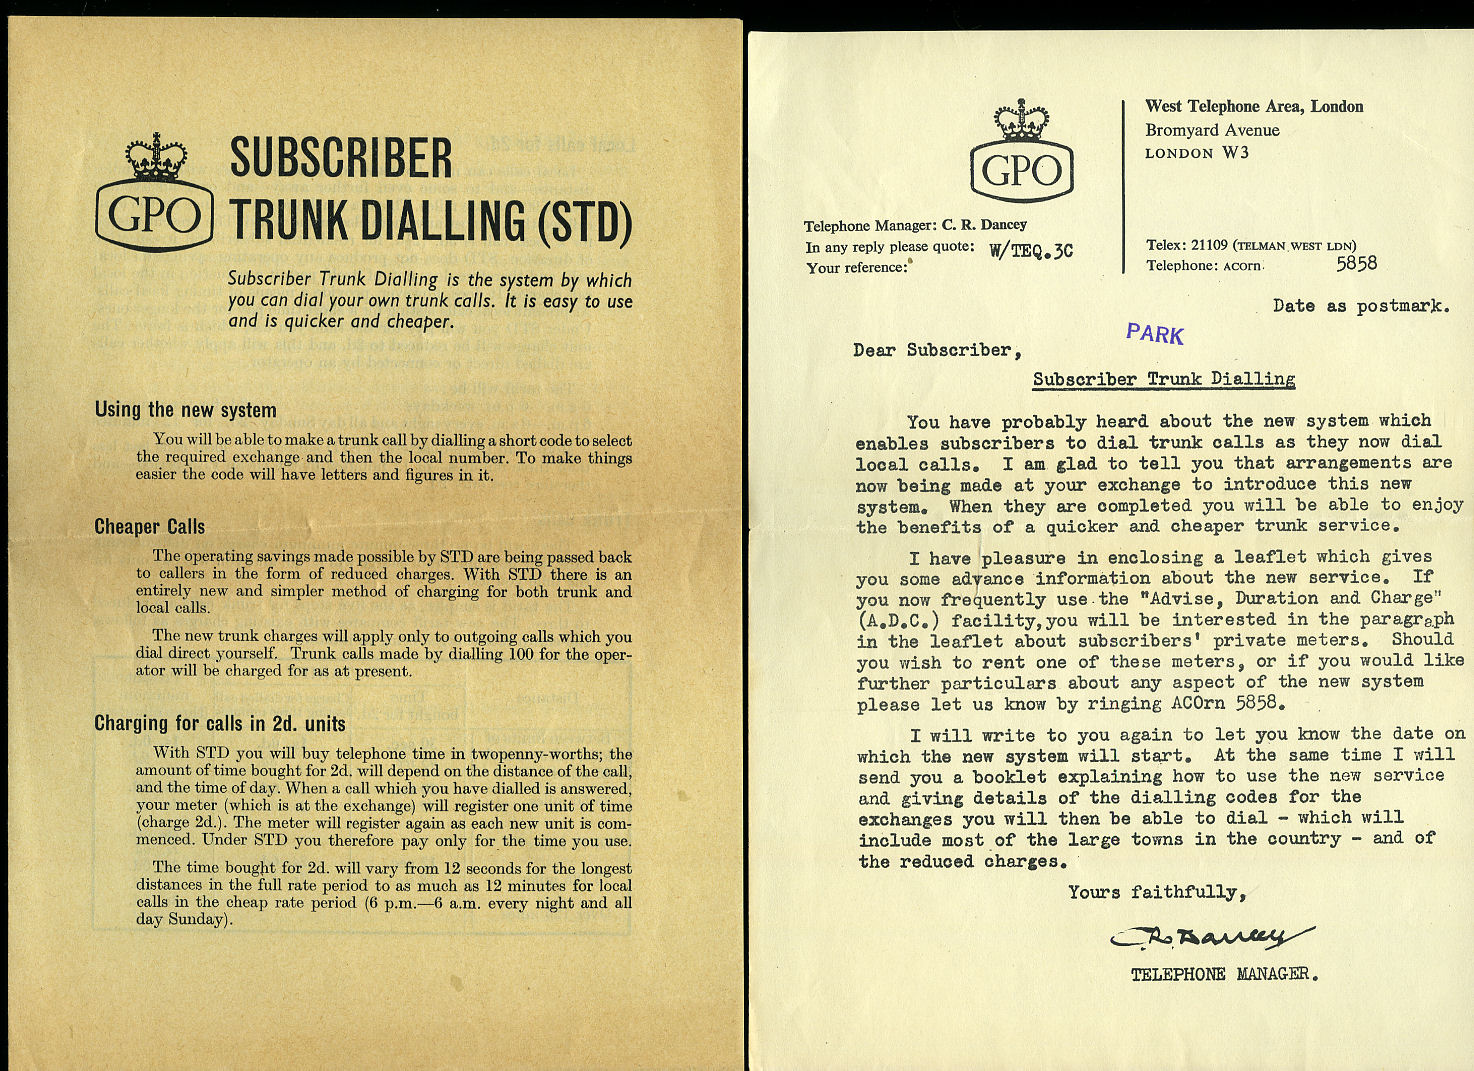 GPO
SUBSCRIBER
TRUNK DIALLING (STD)
Subscriber Trunk Dialling is the system by which
you can dial your own trunk calls. It is easy to use
and is quicker and cheaper.
Using the new system
You will be able to make a trunk call by dialling a short code to select
the required exchange and then the local number. To make things
easier the code will have letters and figures in it.
Cheaper Calls
The operating savings made possible by STD are being passed back
to callers in the form of reduced charges. With STD there is an
entirely new and simpler method of charging for both trunk and
local calls.
The new trunk charges will apply only to outgoing calls which you
dial direct yourself. Trunk calls made by dialling 100 for the oper-
ator will be charged for as at present.
Charging for calls in 2d. units
With STD you will buy telephone time in twopenny-worths; the
amount of time bought for 2d. will depend on the distance of the call,
and the time of day. When a call which you have dialled is answered,
your meter (which is at the exchange) will register one unit of time
(charge 2d.). The meter will register again as each new unit is com-
menced. Under STD you therefore pay only for the time you use.
The time bought for 2d. will vary from 12 seconds for the longest
distances in the full rate period to as much as 12 minutes for local
calls in the cheap rate period (6 p.m.—6 a.m. every night and all
day Sunday).
GPO
West Telephone Area, London
Bromyard Avenue
LONDON W3
Telephone Manager: C. R. Dancey
In any reply please quote: W/TEQ.3C
Your reference:
Telex: 21109 (TELMAN WEST LDN)
Telephone: ACorn. 5858
Date as postmark.
PARK
Dear Subscriber,
Subscriber Trunk Dialling
You have probably heard about the new system which
enables subscribers to dial trunk calls as they now dial
local calls. I am glad to tell you that arrangements are
now being made at your exchange to introduce this new
system. When they are completed you will be able to enjoy
the benefits of a quicker and cheaper trunk service.
I have pleasure in enclosing a leaflet which gives
you some advance information about the new service. If
you now frequently use the "Advise, Duration and Charge"
(A.D.C.) facility, you will be interested in the paragraph
in the leaflet about subscribers' private meters. Should
you wish to rent one of these meters, or if you would like
further particulars about any aspect of the new system
please let us know by ringing ACOrn 5858.
I will write to you again to let you know the date on
which the new system will start. At the same time I will
send you a booklet explaining how to use the new service
and giving details of the dialling codes for the
exchanges you will then be able to dial - which will
include most of the large towns in the country - and of
the reduced charges.
Yours faithfully,
C. R. Dancey
TELEPHONE MANAGER.